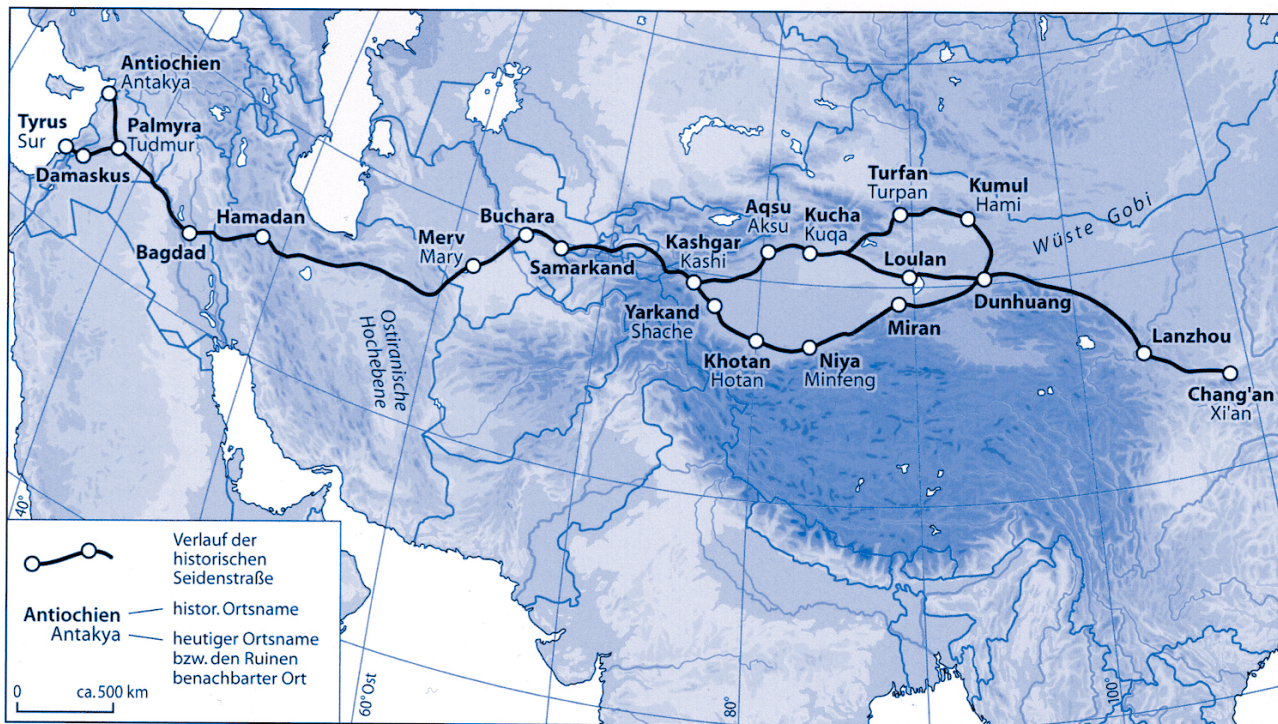 Antiochien
Antakya
Tyrus
Sur
Palmyra
Tudmur
Damaskus
Bagdad
Hamadan
Merv
Mary
Buchara
Samarkand
Kashgar
Kashi
Aqsu
Aksu
Kucha
Kuqa
Turfan
Turpan
Kumul
Hami
Wüste Gobi
Loulan
Dunhuang
Yarkand
Shache
Khotan
Hotan
Niya
Minfeng
Miran
Lanzhou
Chang'an
Xi'an
Ostiranische
Hochebene
40°
60° Ost
80°
100°
Verlauf der
historischen
Seidenstraße
Antiochien
Antakya
histor. Ortsname
heutiger Ortsname
bzw. den Ruinen
benachbarter Ort
0 ca. 500 km